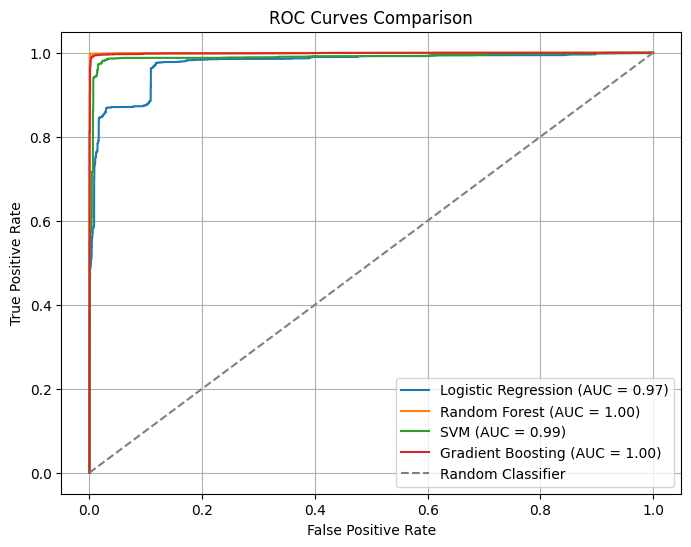 ROC Curves Comparison
True Positive Rate
1.0
0.8
0.6
0.4
0.2
0.0
Logistic Regression (AUC = 0.97)
Random Forest (AUC = 1.00)
SVM (AUC = 0.99)
Gradient Boosting (AUC = 1.00)
Random Classifier
0.0 0.2 0.4 0.6 0.8 1.0
False Positive Rate